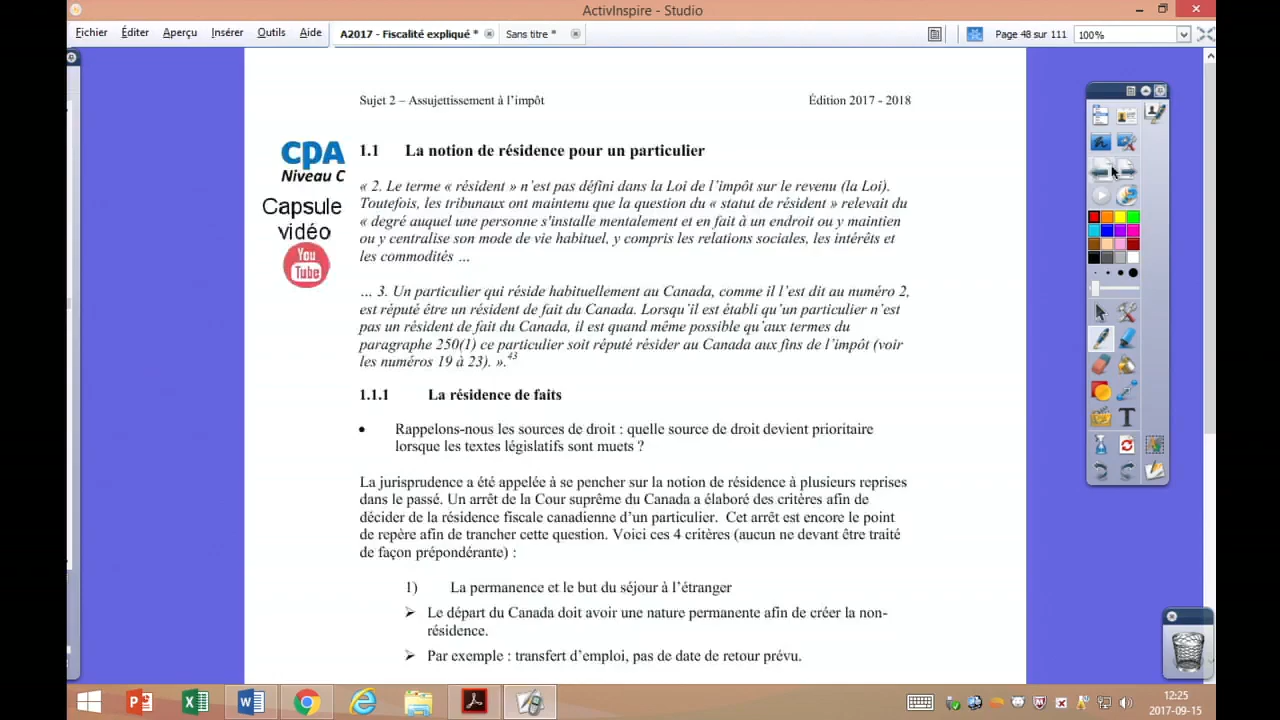 ActivInspire - Studio
Fichier Éditer Aperçu Insérer Outils Aide
A2017 - Fiscalité expliqué *
Sans titre *
Page 48 sur 111
100%
Sujet 2 – Assujettissement à l’impôt
Édition 2017 - 2018
CPA
Niveau C
Capsule
vidéo
You
Tube
1.1 La notion de résidence pour un particulier
« 2. Le terme « résident » n’est pas défini dans la Loi de l’impôt sur le revenu (la Loi).
Toutefois, les tribunaux ont maintenu que la question du « statut de résident » relevait du
« degré auquel une personne s'installe mentalement et en fait à un endroit ou y maintien
ou y centralise son mode de vie habituel, y compris les relations sociales, les intérêts et
les commodités …
… 3. Un particulier qui réside habituellement au Canada, comme il l’est dit au numéro 2,
est réputé être un résident de fait du Canada. Lorsqu’il est établi qu’un particulier n’est
pas un résident de fait du Canada, il est quand même possible qu’aux termes du
paragraphe 250(1) ce particulier soit réputé résider au Canada aux fins de l’impôt (voir
les numéros 19 à 23). ».43
1.1.1 La résidence de faits
• Rappelons-nous les sources de droit : quelle source de droit devient prioritaire
lorsque les textes législatifs sont muets ?
La jurisprudence a été appelée à se pencher sur la notion de résidence à plusieurs reprises
dans le passé. Un arrêt de la Cour suprême du Canada a élaboré des critères afin de
décider de la résidence fiscale canadienne d’un particulier. Cet arrêt est encore le point
de repère afin de trancher cette question. Voici ces 4 critères (aucun ne devant être traité
de façon prépondérante) :
1) La permanence et le but du séjour à l’étranger
➢ Le départ du Canada doit avoir une nature permanente afin de créer la non-
résidence.
➢ Par exemple : transfert d’emploi, pas de date de retour prévu.
12:25
2017-09-15